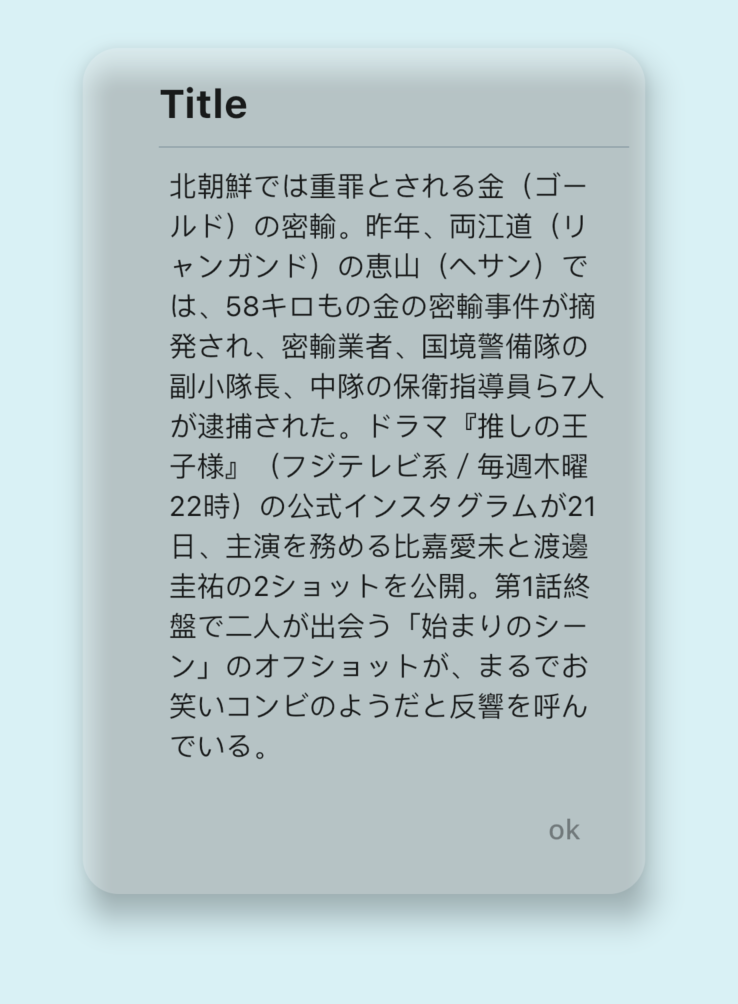 Title
北朝鮮では重罪とされる金（ゴー
ルド）の密輸。昨年、両江道（リ
ャンガンド）の恵山（ヘサン）で
は、58キロもの金の密輸事件が摘
発され、密輸業者、国境警備隊の
副小隊長、中隊の保衛指導員ら7人
が逮捕された。ドラマ『推しの王
子様』（フジテレビ系 / 毎週木曜
22時）の公式インスタグラムが21
日、主演を務める比嘉愛未と渡邊
圭祐の2ショットを公開。第1話終
盤で二人が出会う「始まりのシー
ン」のオフショットが、まるでお
笑いコンビのようだと反響を呼ん
でいる。
ok